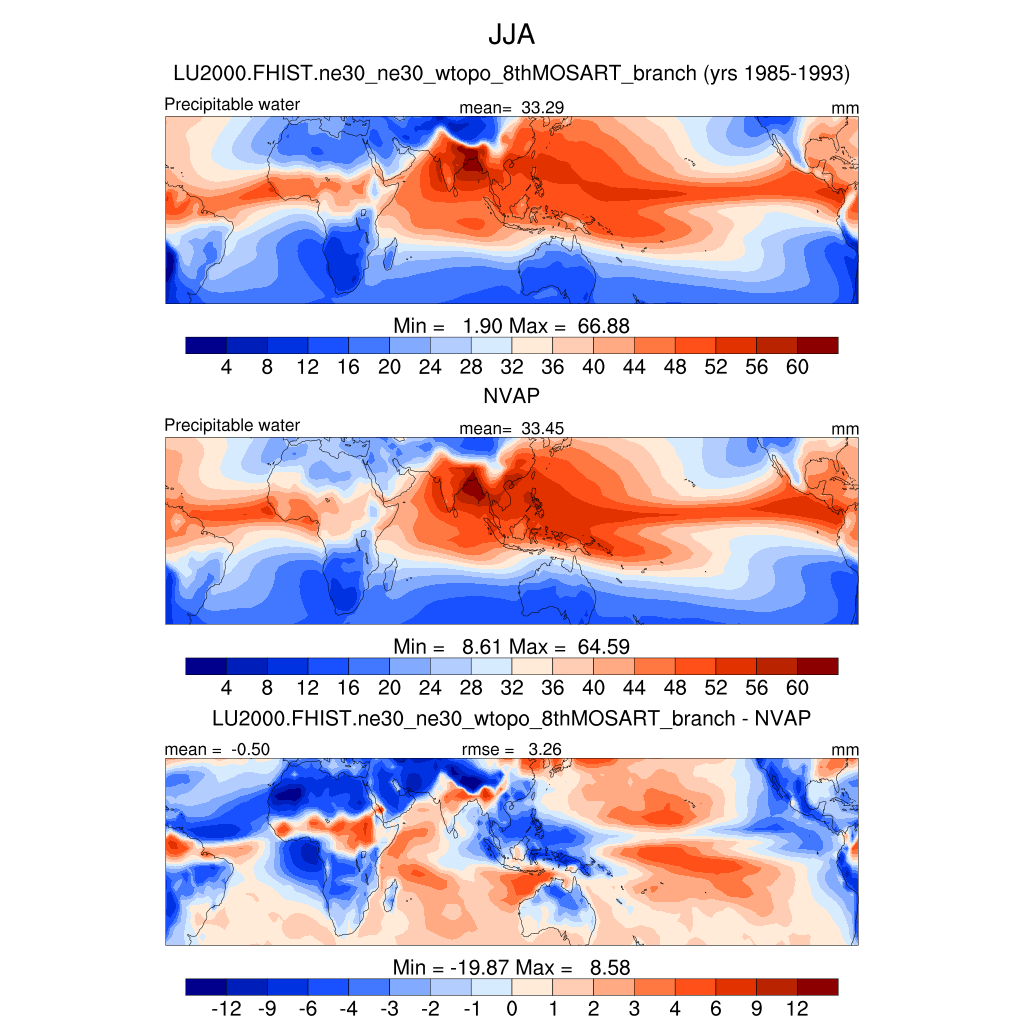 JJA
LU2000.FHIST.ne30_ne30_wtopo_8thMOSART_branch (yrs 1985-1993)
Precipitable water mean= 33.29 mm
Min = 1.90 Max = 66.88
4 8 12 16 20 24 28 32 36 40 44 48 52 56 60
NVAP
Precipitable water mean= 33.45 mm
Min = 8.61 Max = 64.59
4 8 12 16 20 24 28 32 36 40 44 48 52 56 60
LU2000.FHIST.ne30_ne30_wtopo_8thMOSART_branch - NVAP
mean = -0.50 rmse = 3.26 mm
Min = -19.87 Max = 8.58
-12 -9 -6 -4 -3 -2 -1 0 1 2 3 4 6 9 12